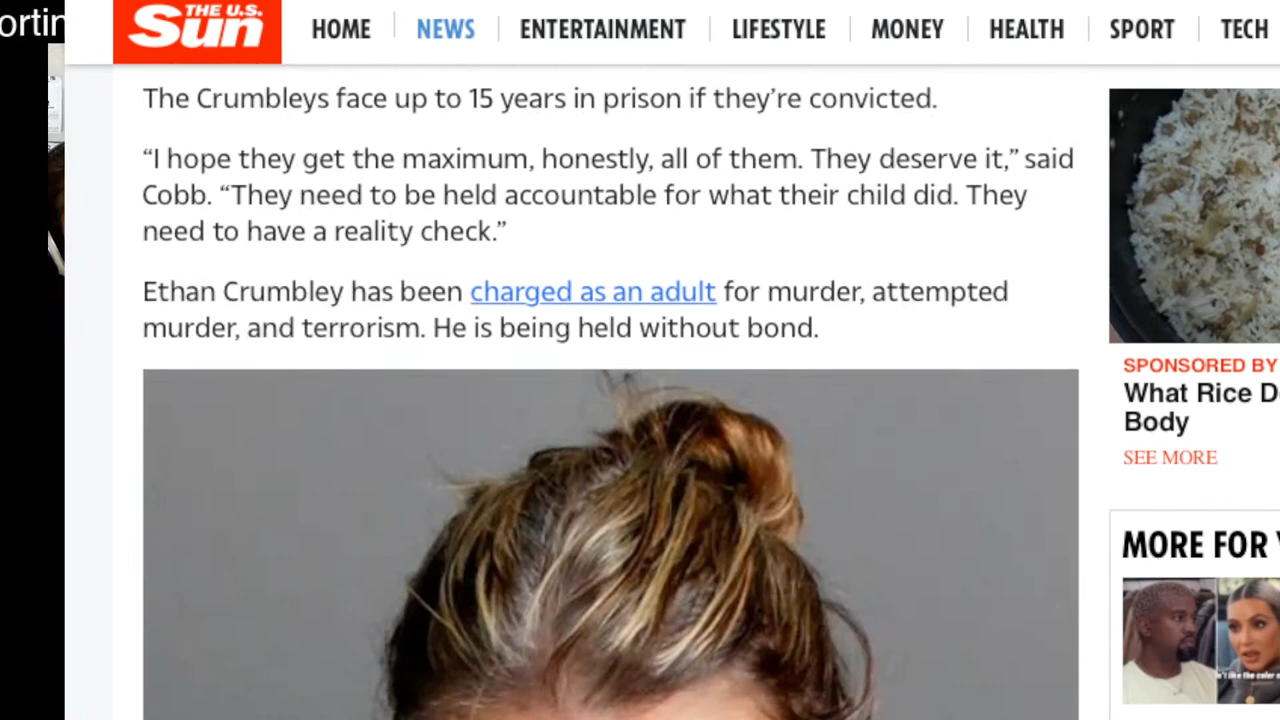 ortin
THE U.S.
Sun
HOME NEWS ENTERTAINMENT LIFESTYLE MONEY HEALTH SPORT TECH
The Crumbleys face up to 15 years in prison if they’re convicted.
“I hope they get the maximum, honestly, all of them. They deserve it,” said
Cobb. “They need to be held accountable for what their child did. They
need to have a reality check.”
Ethan Crumbley has been charged as an adult for murder, attempted
murder, and terrorism. He is being held without bond.
SPONSORED BY
What Rice D
Body
SEE MORE
MORE FOR